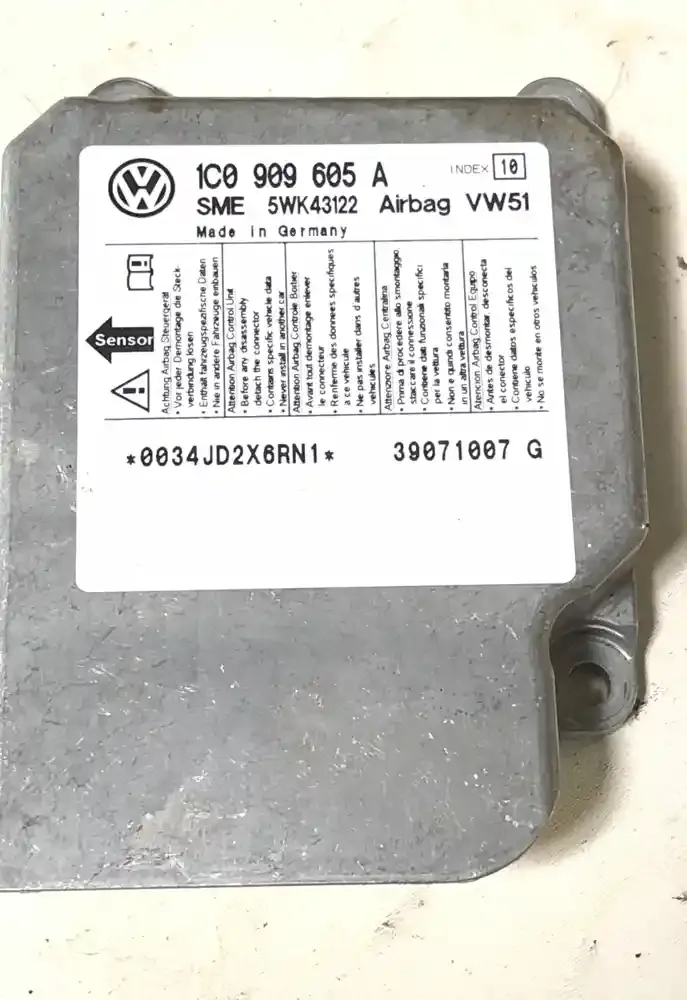 1C0 909 605 A
INDEX 10
SME 5WK43122 Airbag VW51
Made in Germany
Sensor
Achtung Airbag Steuergerät
• Vor jeder Demontage die Steck-
verbindung lösen
• Enthält fahrzeugspezifische Daten
• Nie in andere Fahrzeuge einbauen
Attention Airbag Control Unit
• Before any disassembly
detach the connector
• Contains specific vehicle data
• Never install in another car
Attention Airbag Controle Boitier
• Avant tout demontage enlever
le connecteur
• Renferme des donnees specifiques
a ce vehicule
• Ne pas installer dans d'autres
vehicules
Attenzione Airbag Centralina
• Prima di procedere allo smontaggio,
staccare il connessione
• Contiene dati funzionali specifici
per la vettura
• Non e quindi consentito montarla
in un altra vettura
Atencion Airbag Control Equipo
• Antes de desmontar, desconecta
el conector
• Contiene datos especificos del
vehiculo
• No se monte en otros vehiculos
*0034JD2X6RN1* 39071007 G